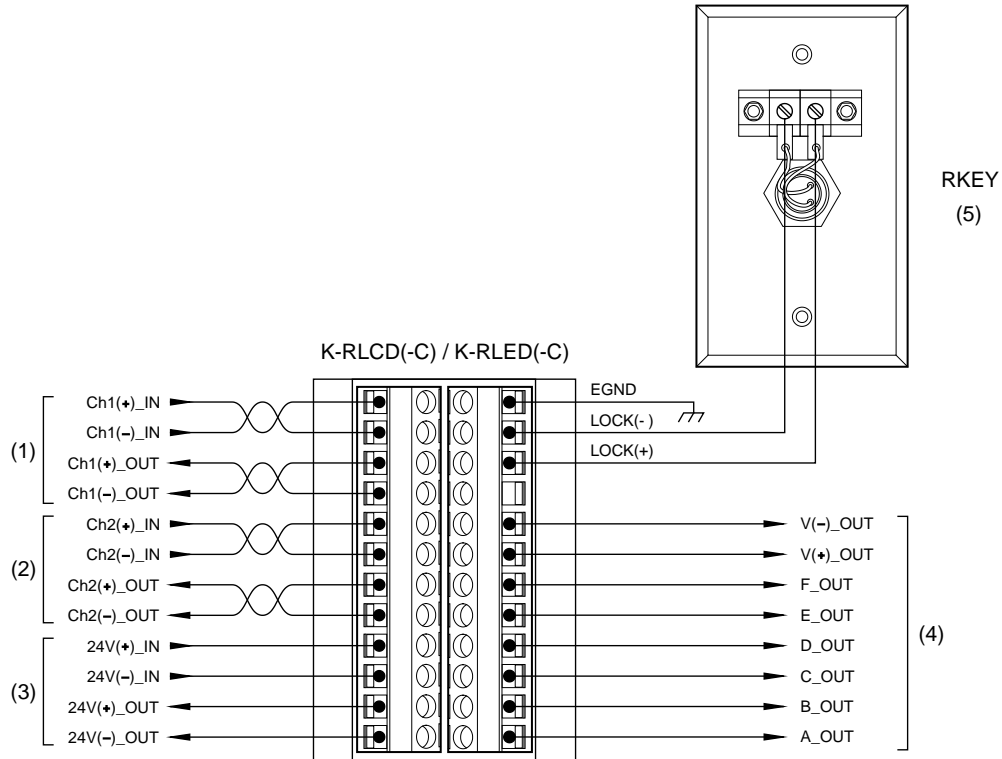 RKEY
(5)
K-RLCD(-C) / K-RLED(-C)
EGND
LOCK(- )
LOCK(+)
(1)
Ch1(+)_IN
Ch1(–)_IN
Ch1(+)_OUT
Ch1(–)_OUT
(2)
Ch2(+)_IN
Ch2(–)_IN
Ch2(+)_OUT
Ch2(–)_OUT
(3)
24V(+)_IN
24V(–)_IN
24V(+)_OUT
24V(–)_OUT
V(–)_OUT
V(+)_OUT
F_OUT
E_OUT
D_OUT
C_OUT
B_OUT
A_OUT
(4)